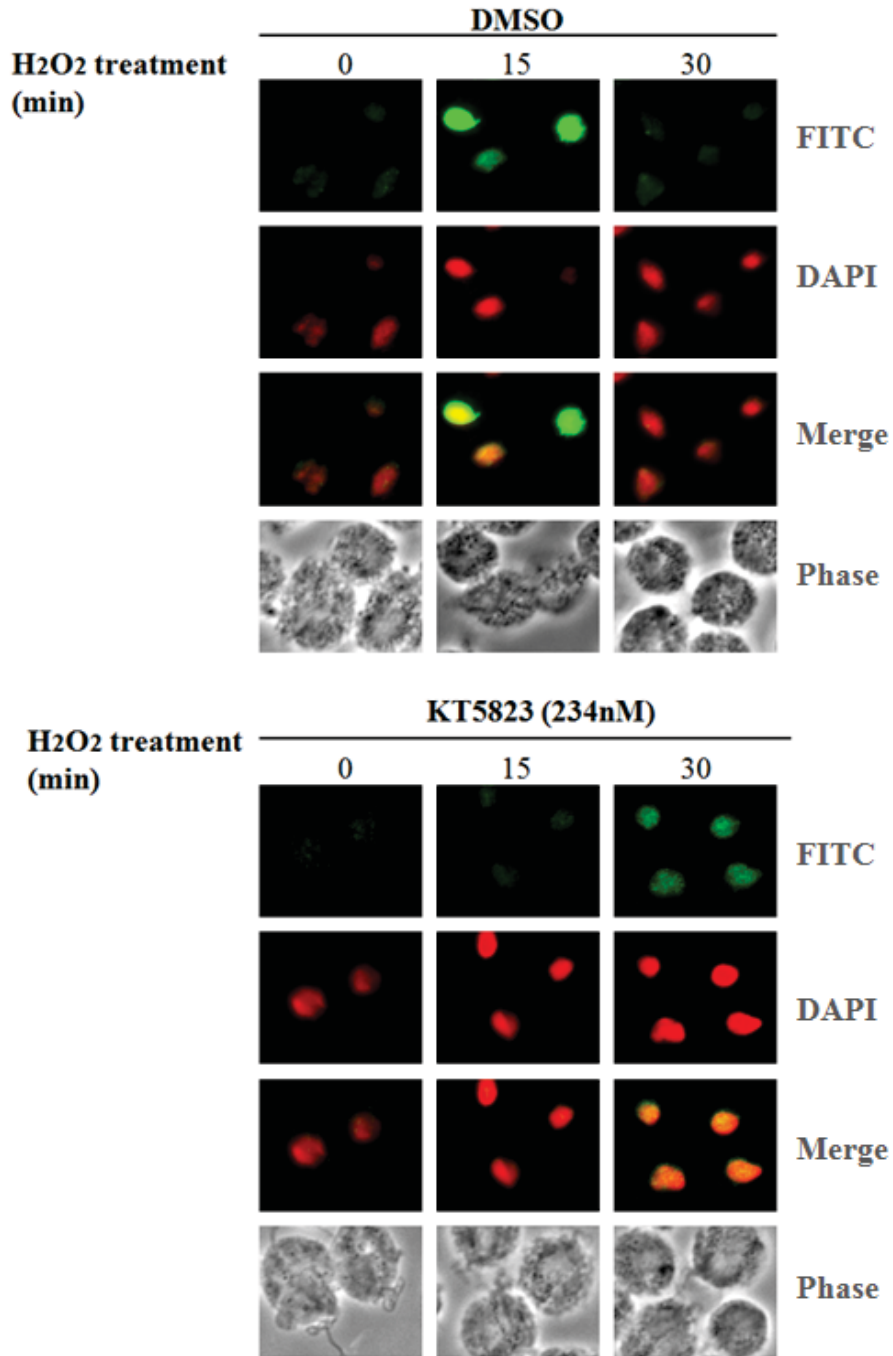 DMSO
H2O2 treatment
(min)
0 15 30
FITC
DAPI
Merge
Phase
KT5823 (234nM)
H2O2 treatment
(min)
0 15 30
FITC
DAPI
Merge
Phase